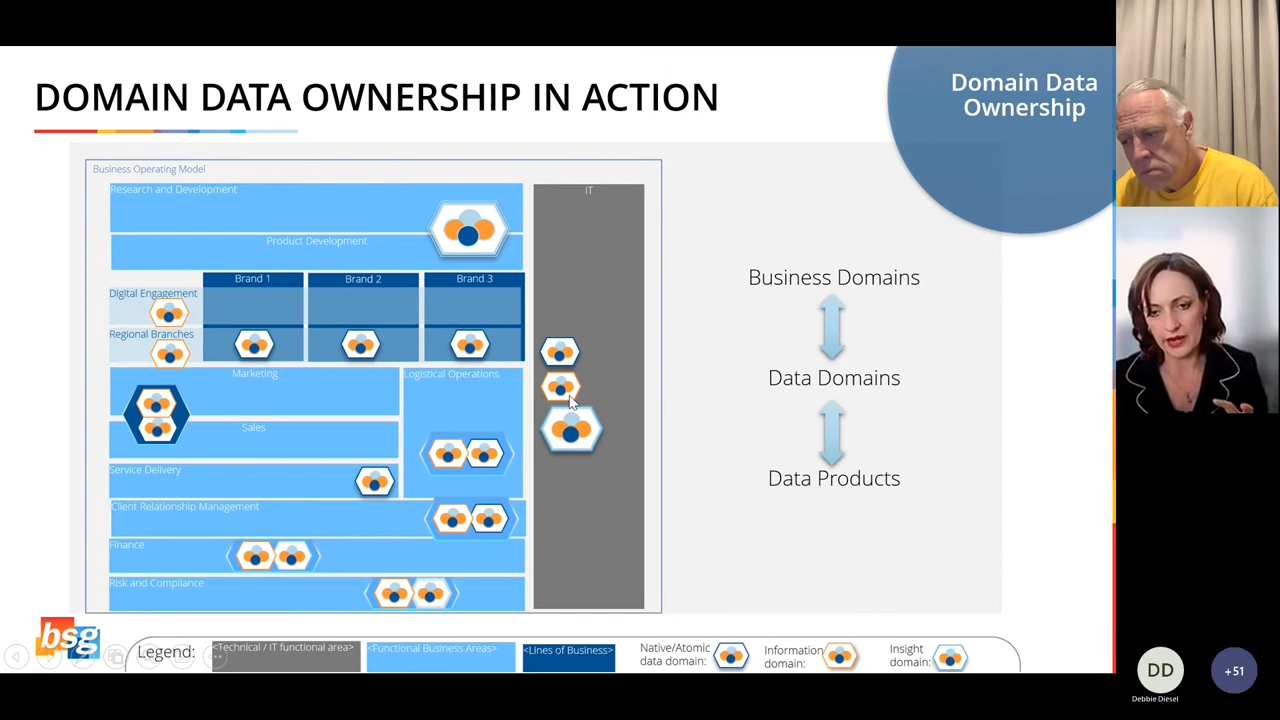 DOMAIN DATA OWNERSHIP IN ACTION
Domain Data
Ownership
Business Operating Model
Research and Development
IT
Product Development
Brand 1
Brand 2
Brand 3
Digital Engagement
Regional Branches
Marketing
Logistical Operations
Sales
Service Delivery
Client Relationship Management
Finance
Risk and Compliance
Business Domains
Data Domains
Data Products
bsg
Legend:
<Technical / IT functional area>
<Functional Business Areas>
<Lines of Business>
Native/Atomic
data domain:
Information
domain:
Insight
domain:
DD
Debbie Diesel
+51